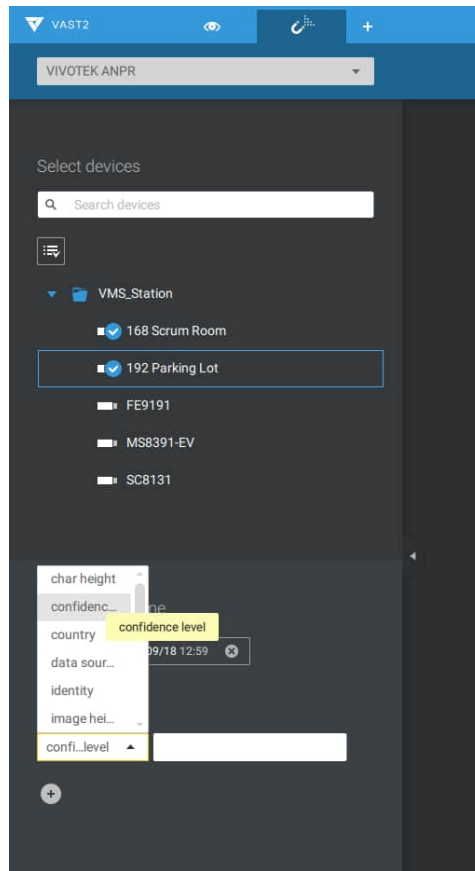 VAST2
+
VIVOTEK ANPR
Select devices
Search devices
VMS_Station
168 Scrum Room
192 Parking Lot
FE9191
MS8391-EV
SC8131
char height
confidenc...
confidence level
country
09/18 12:59
data sour...
identity
image hei...
confi...level